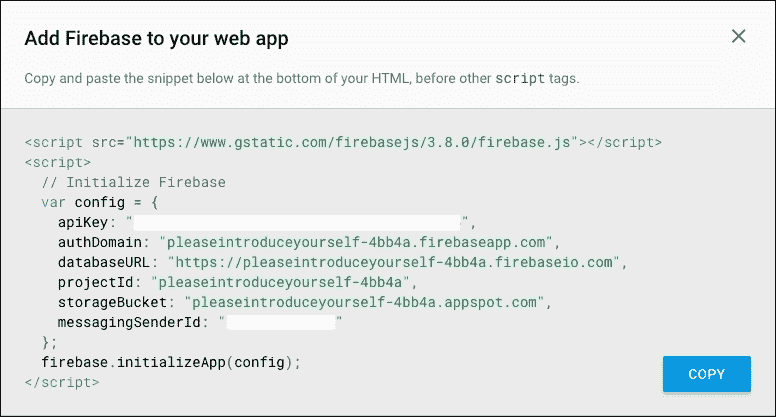 Add Firebase to your web app
Copy and paste the snippet below at the bottom of your HTML, before other script tags.
<script src="https://www.gstatic.com/firebasejs/3.8.0/firebase.js"></script>
<script>
  // Initialize Firebase
  var config = {
    apiKey: "",
    authDomain: "pleaseintroduceyourself-4bb4a.firebaseapp.com",
    databaseURL: "https://pleaseintroduceyourself-4bb4a.firebaseio.com",
    projectId: "pleaseintroduceyourself-4bb4a",
    storageBucket: "pleaseintroduceyourself-4bb4a.appspot.com",
    messagingSenderId: ""
  };
  firebase.initializeApp(config);
</script>
COPY